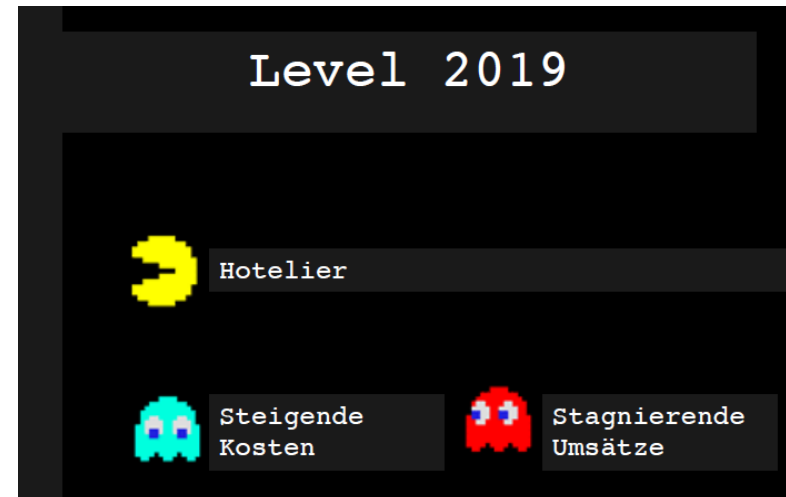 Level 2019
Hotelier
Steigende
Kosten
Stagnierende
Umsätze